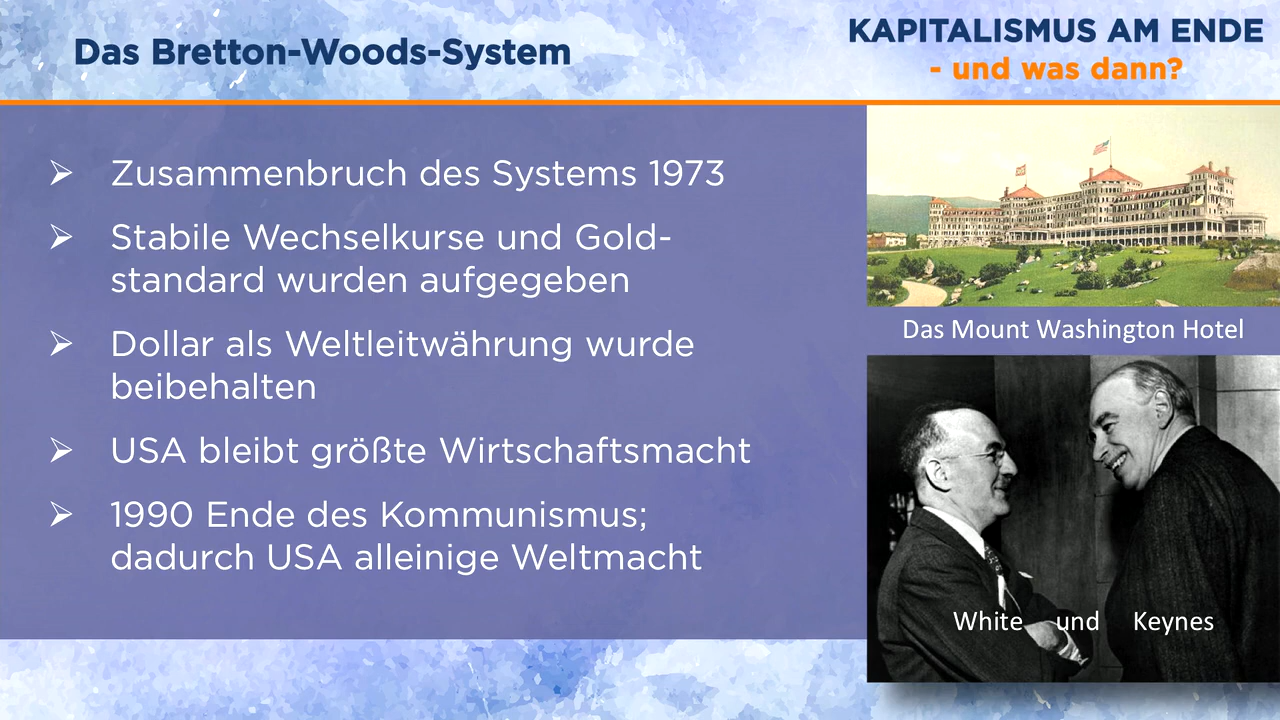 Das Bretton-Woods-System
KAPITALISMUS AM ENDE
- und was dann?
Zusammenbruch des Systems 1973
Stabile Wechselkurse und Gold-
standard wurden aufgegeben
Dollar als Weltleitwährung wurde
beibehalten
USA bleibt größte Wirtschaftsmacht
1990 Ende des Kommunismus;
dadurch USA alleinige Weltmacht
Das Mount Washington Hotel
White und Keynes